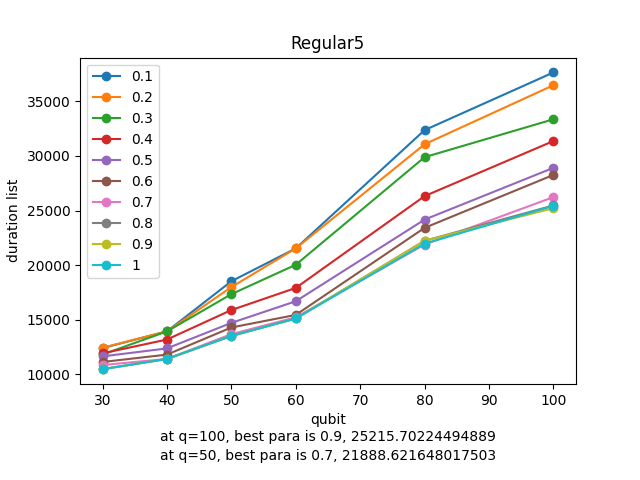 Regular5
0.1
0.2
0.3
0.4
0.5
0.6
0.7
0.8
0.9
1
duration list
35000
30000
25000
20000
15000
10000
30 40 50 60 70 80 90 100
qubit
at q=100, best para is 0.9, 25215.70224494889
at q=50, best para is 0.7, 21888.621648017503